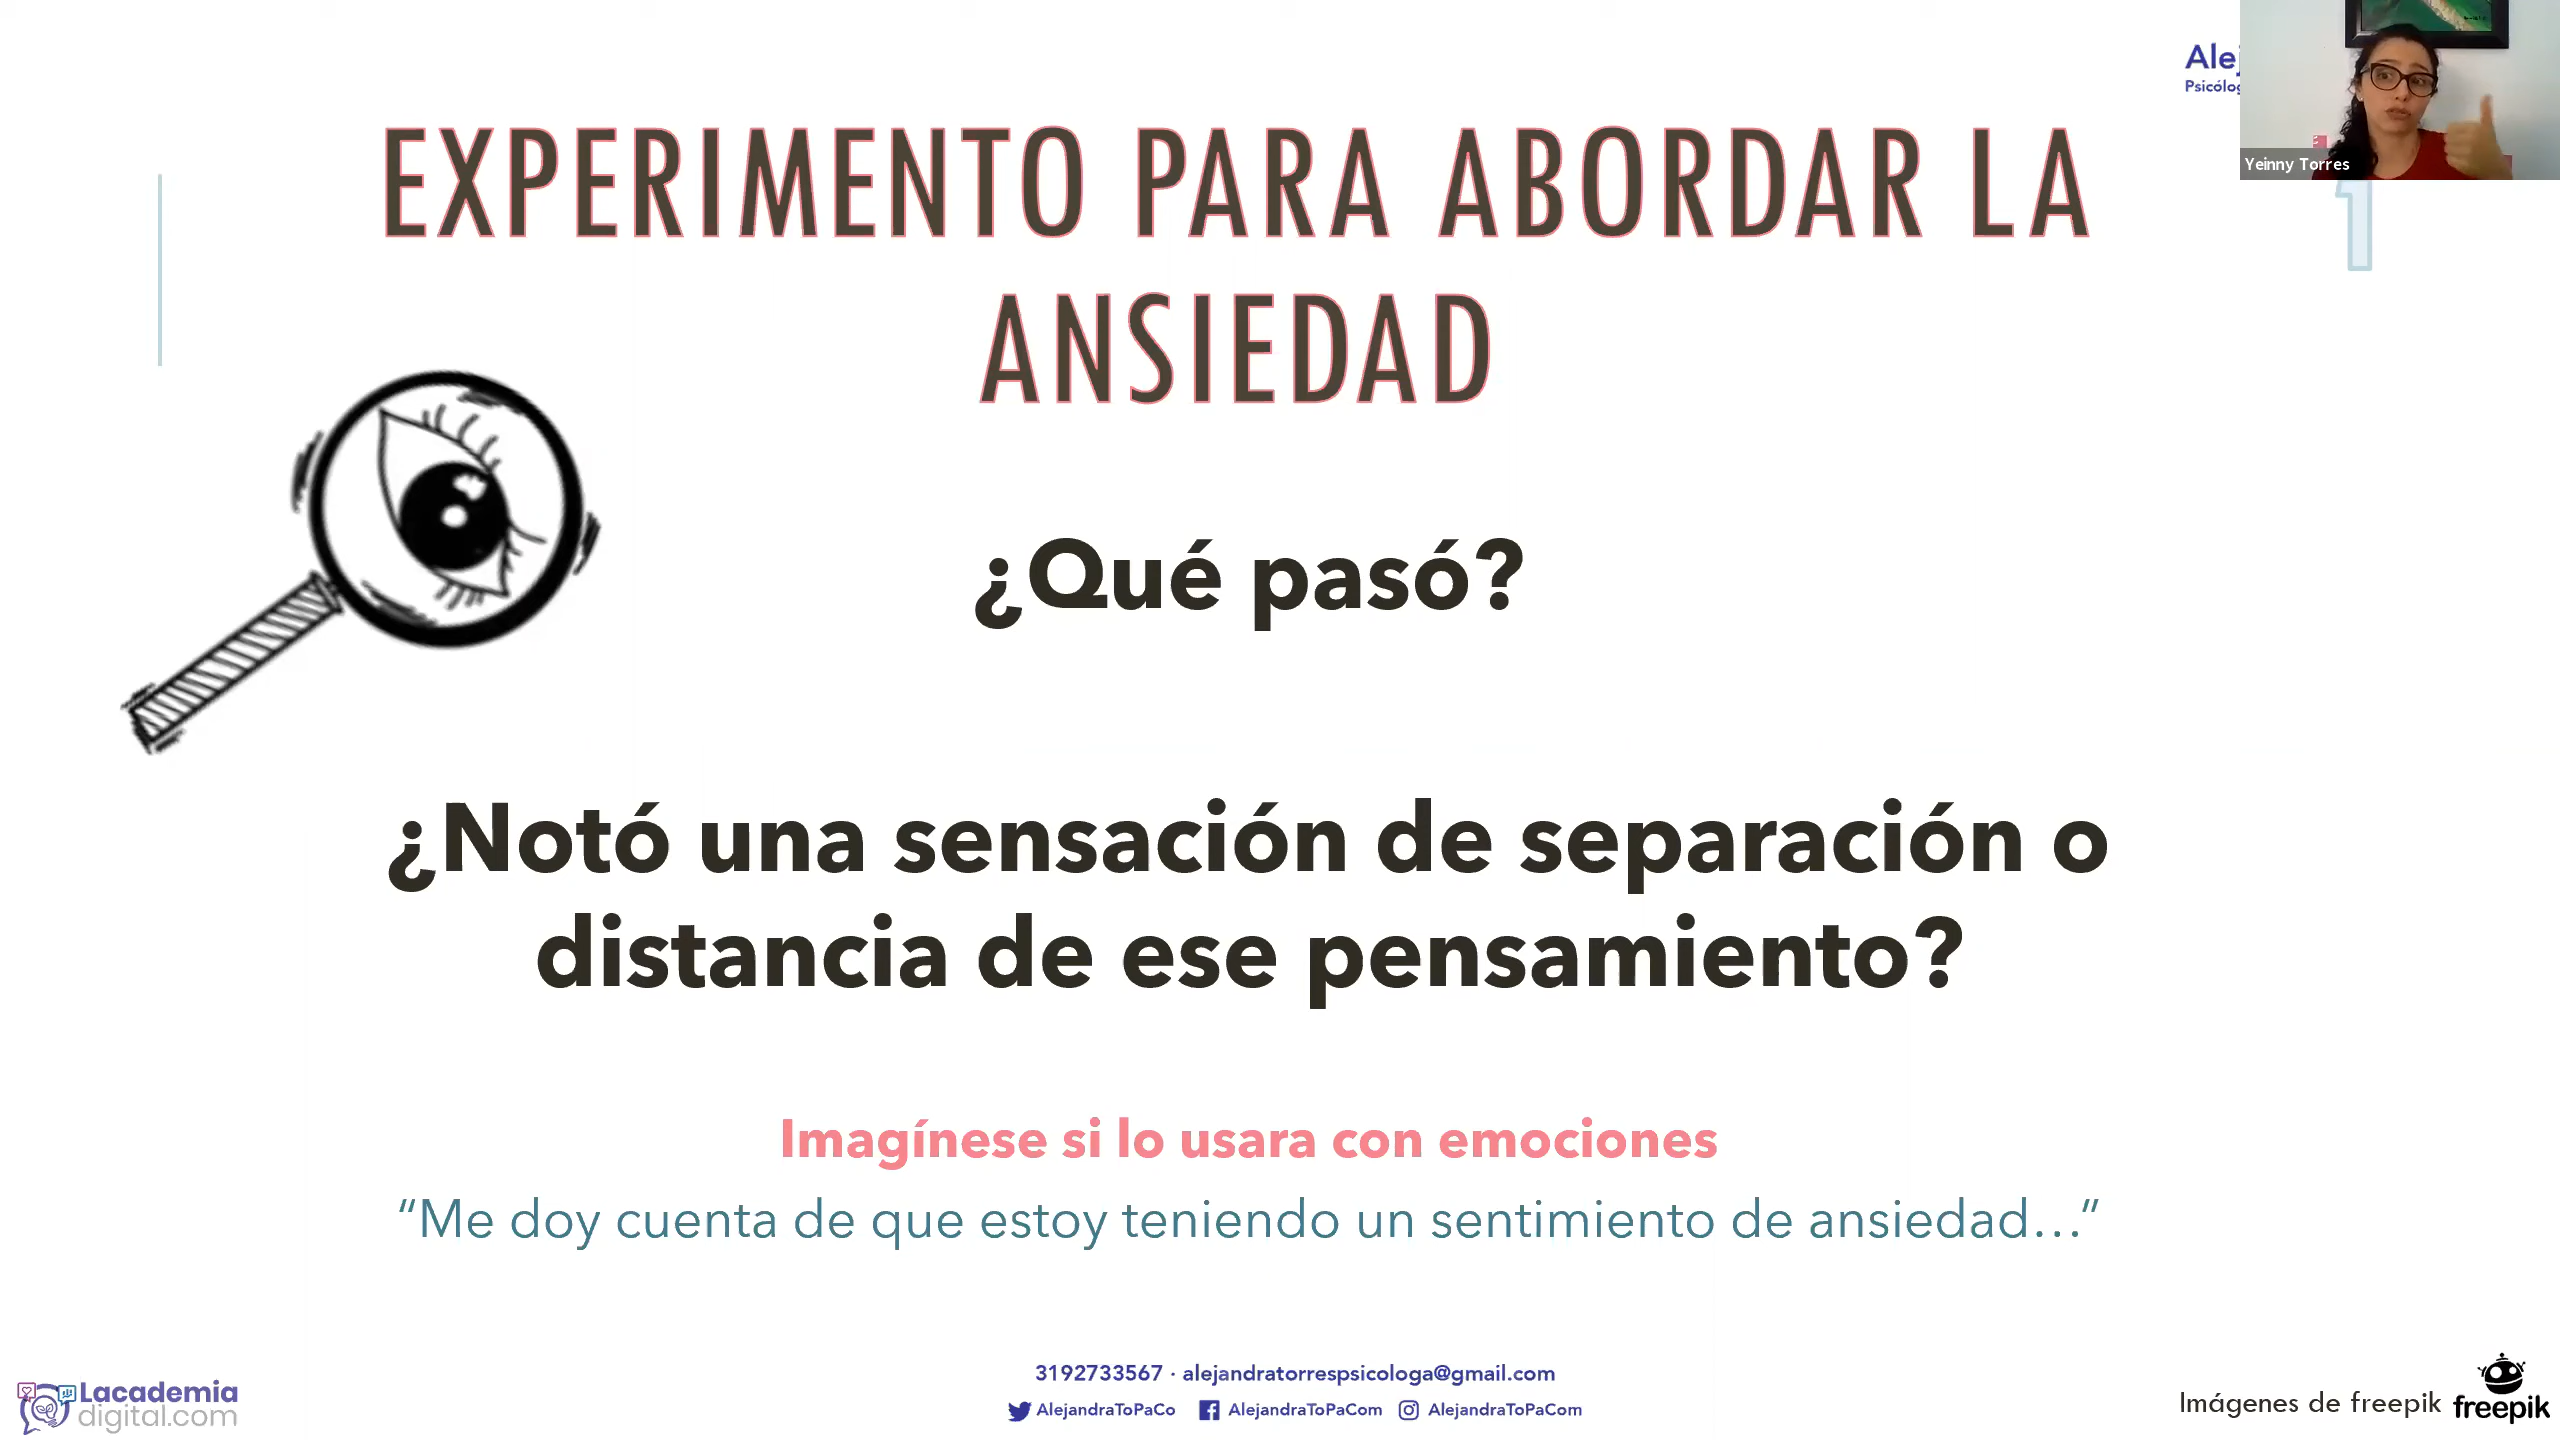 Ale
Psicólog
Yeinny Torres
EXPERIMENTO PARA ABORDAR LA
ANSIEDAD
1
¿Qué pasó?
¿Notó una sensación de separación o
distancia de ese pensamiento?
Imagínese si lo usara con emociones
“Me doy cuenta de que estoy teniendo un sentimiento de ansiedad...”
3192733567 · alejandratorrespsicologa@gmail.com
AlejandraToPaCo AlejandraToPaCom AlejandraToPaCom
Lacademia
digital.com
Imágenes de freepik freepik